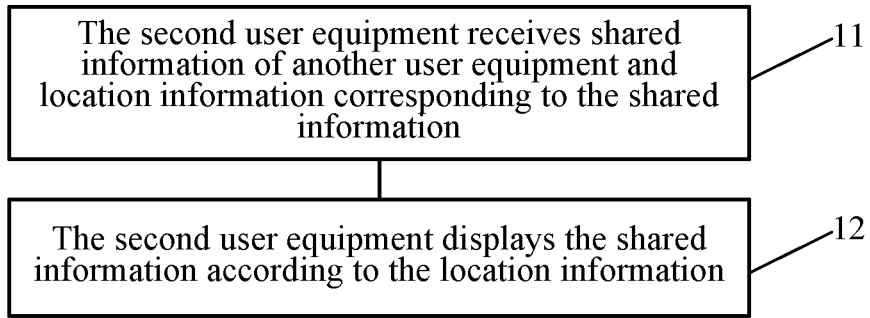 The second user equipment receives shared
information of another user equipment and
location information corresponding to the shared
information
11
The second user equipment displays the shared
information according to the location information
12